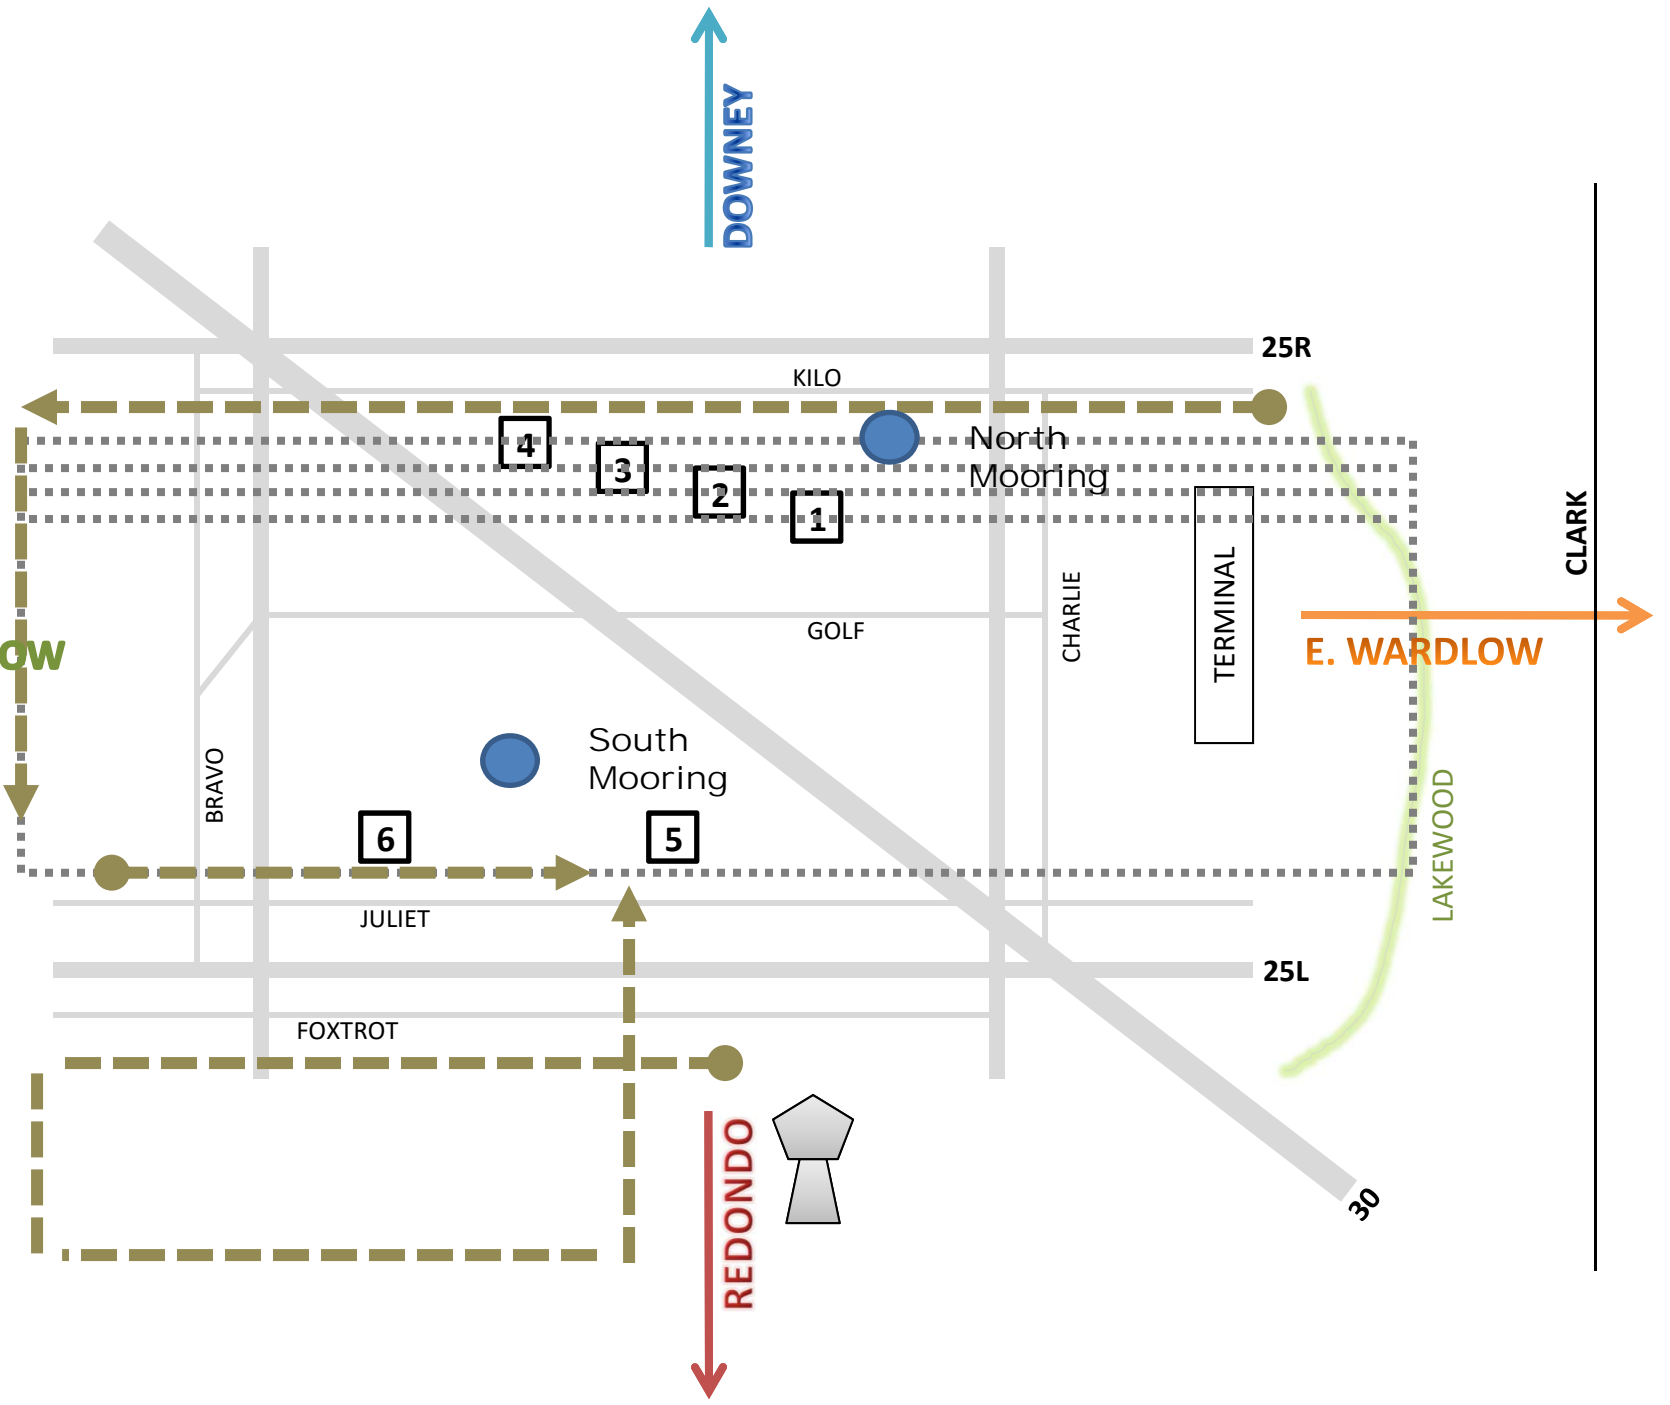 DOWNEY
25R
KILO
4
3
2
1
North
Mooring
CLARK
TERMINAL
CHARLIE
GOLF
OW
E. WARDLOW
South
Mooring
BRAVO
6
5
LAKEWOOD
JULIET
25L
FOXTROT
REDONDO
30